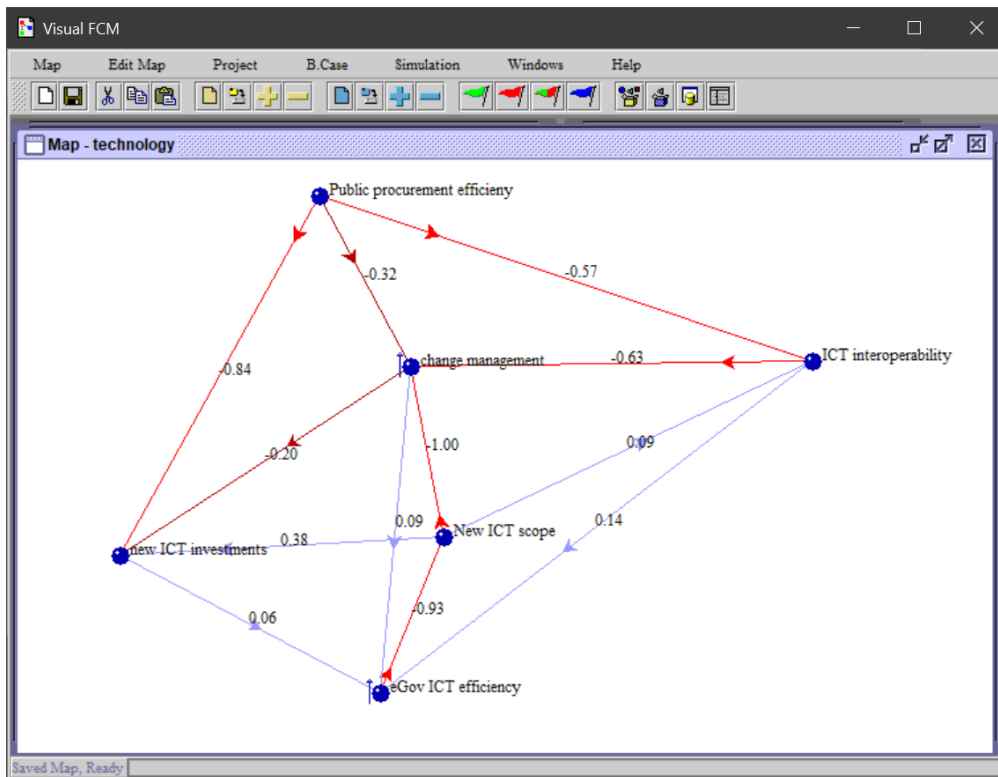 Visual FCM
Map Edit Map Project B.Case Simulation Windows Help
Map - technology
Public procurement efficieny
-0.32
-0.57
change management
-0.63
ICT interoperability
-0.84
-1.00
0.09
-0.20
0.09
New ICT scope
0.14
0.38
new ICT investments
-0.93
0.06
eGov ICT efficiency
Saved Map, Ready